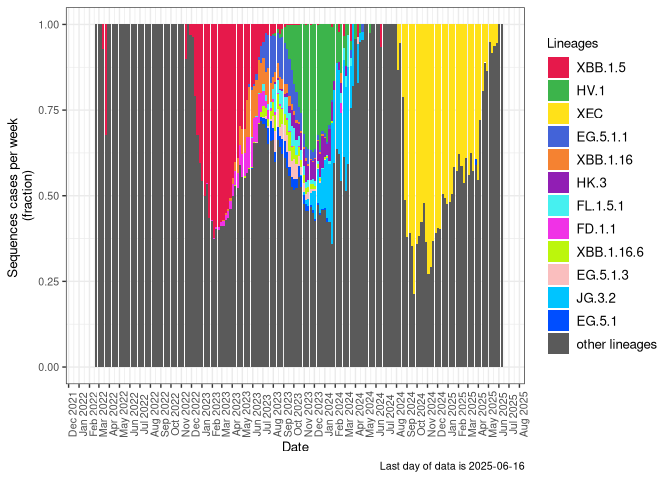 1.00
0.75
0.50
0.25
0.00
Sequences cases per week
(fraction)
Dec 2021
Jan 2022
Feb 2022
Mar 2022
Apr 2022
May 2022
Jun 2022
Jul 2022
Aug 2022
Sep 2022
Oct 2022
Nov 2022
Dec 2022
Jan 2023
Feb 2023
Mar 2023
Apr 2023
May 2023
Jun 2023
Jul 2023
Aug 2023
Sep 2023
Oct 2023
Nov 2023
Dec 2023
Jan 2024
Feb 2024
Mar 2024
Apr 2024
May 2024
Jun 2024
Jul 2024
Aug 2024
Sep 2024
Oct 2024
Nov 2024
Dec 2024
Jan 2025
Feb 2025
Mar 2025
Apr 2025
May 2025
Jun 2025
Jul 2025
Aug 2025
Date
Lineages
XBB.1.5
HV.1
XEC
EG.5.1.1
XBB.1.16
HK.3
FL.1.5.1
FD.1.1
XBB.1.16.6
EG.5.1.3
JG.3.2
EG.5.1
other lineages
Last day of data is 2025-06-16